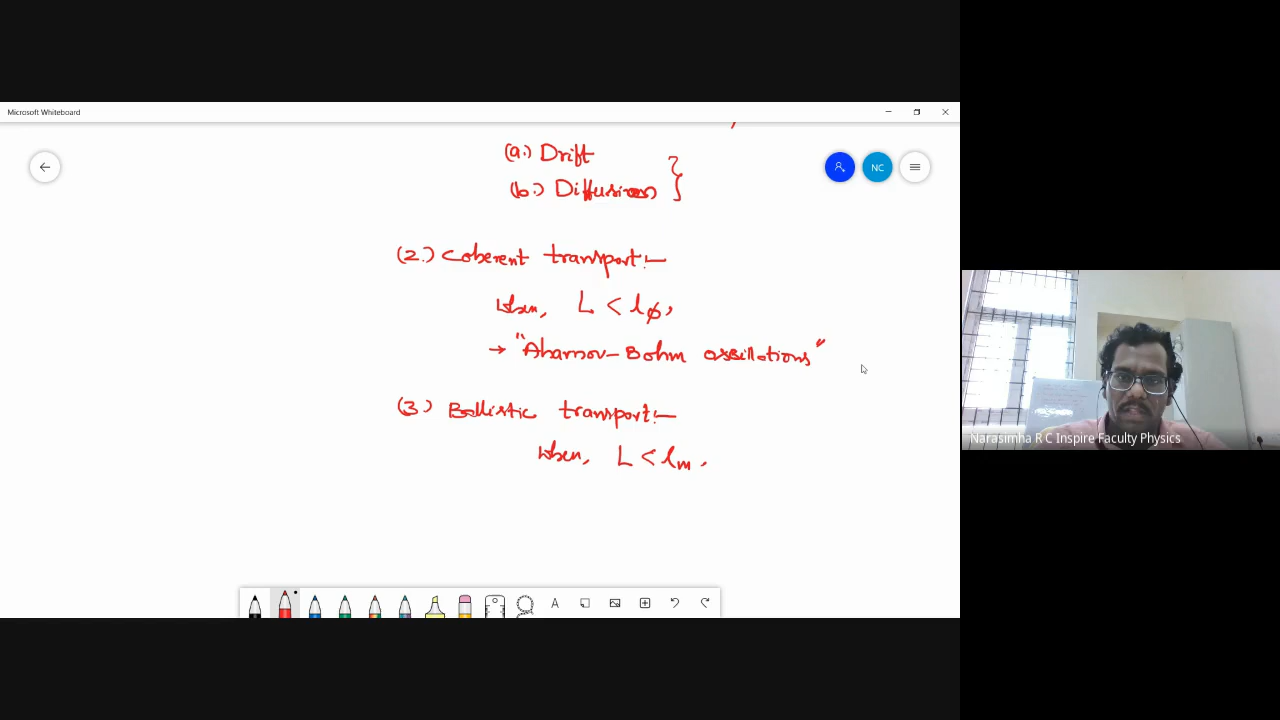 Microsoft Whiteboard
(a.) Drift
(b.) Diffusion
NC
(2.) Coherent transport:-
when, L < lϕ,
→ "Aharnov-Bohm ossillations"
(3) Ballistic transport:-
when, L < lm.
Narasimha R C Inspire Faculty Physics
A